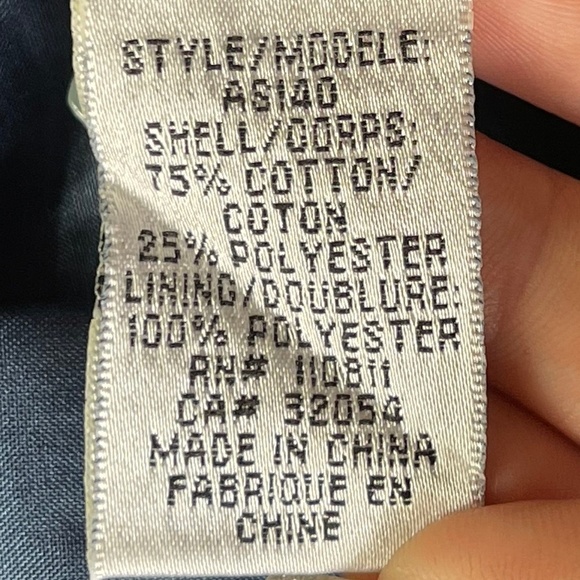 STYLE/MODELE:
AS140
SHELL/CORPS:
75% COTTON/
COTON
25% POLYESTER
LINING/DOUBLURE:
100% POLYESTER
RN# 110811
CA# 32054
MADE IN CHINA
FABRIQUE EN
CHINE